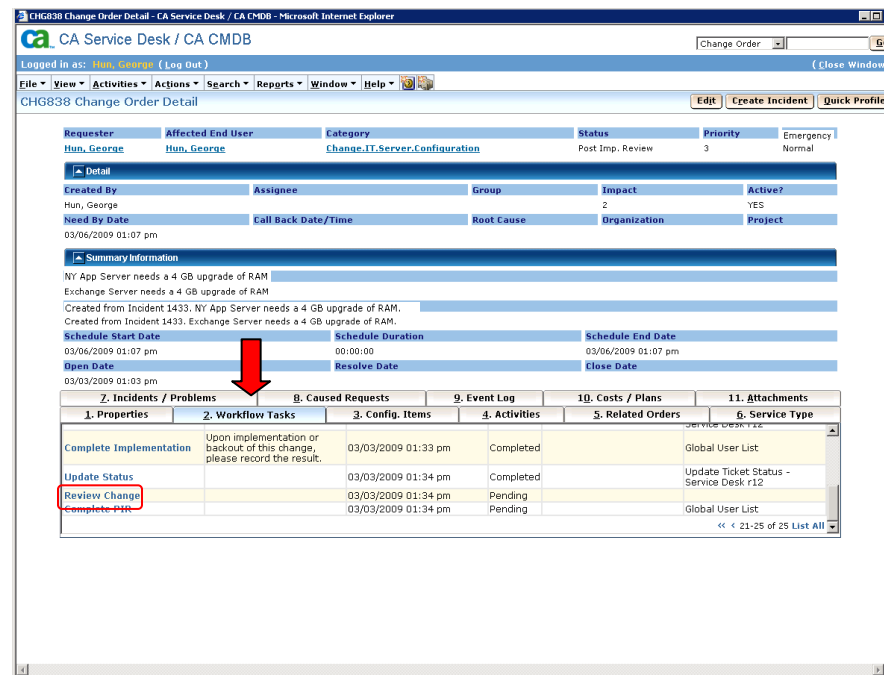 CHG838 Change Order Detail - CA Service Desk / CA CMDB - Microsoft Internet Explorer
ca CA Service Desk / CA CMDB
Change Order
Logged in as: Hun, George ( Log Out ) ( Close Window
File View Activities Actions Search Reports Window Help
CHG838 Change Order Detail Edit Create Incident Quick Profile
Requester Affected End User Category Status Priority Emergency
Hun, George Hun, George Change.IT.Server.Configuration Post Imp. Review 3 Normal
Detail
Created By Assignee Group Impact Active?
Hun, George 2 YES
Need By Date Call Back Date/Time Root Cause Organization Project
03/06/2009 01:07 pm
Summary Information
NY App Server needs a 4 GB upgrade of RAM
Exchange Server needs a 4 GB upgrade of RAM
Created from Incident 1433. NY App Server needs a 4 GB upgrade of RAM.
Created from Incident 1433. Exchange Server needs a 4 GB upgrade of RAM.
Schedule Start Date Schedule Duration Schedule End Date
03/06/2009 01:07 pm 00:00:00 03/06/2009 01:07 pm
Open Date Resolve Date Close Date
03/03/2009 01:03 pm
7. Incidents / Problems 8. Caused Requests 9. Event Log 10. Costs / Plans 11. Attachments
1. Properties 2. Workflow Tasks 3. Config. Items 4. Activities 5. Related Orders 6. Service Type
Service Desk r12
Complete Implementation Upon implementation or backout of this change, please record the result. 03/03/2009 01:33 pm Completed Global User List
Update Status 03/03/2009 01:34 pm Completed Update Ticket Status - Service Desk r12
Review Change 03/03/2009 01:34 pm Pending
Complete PIR 03/03/2009 01:34 pm Pending Global User List
<< < 21-25 of 25 List All